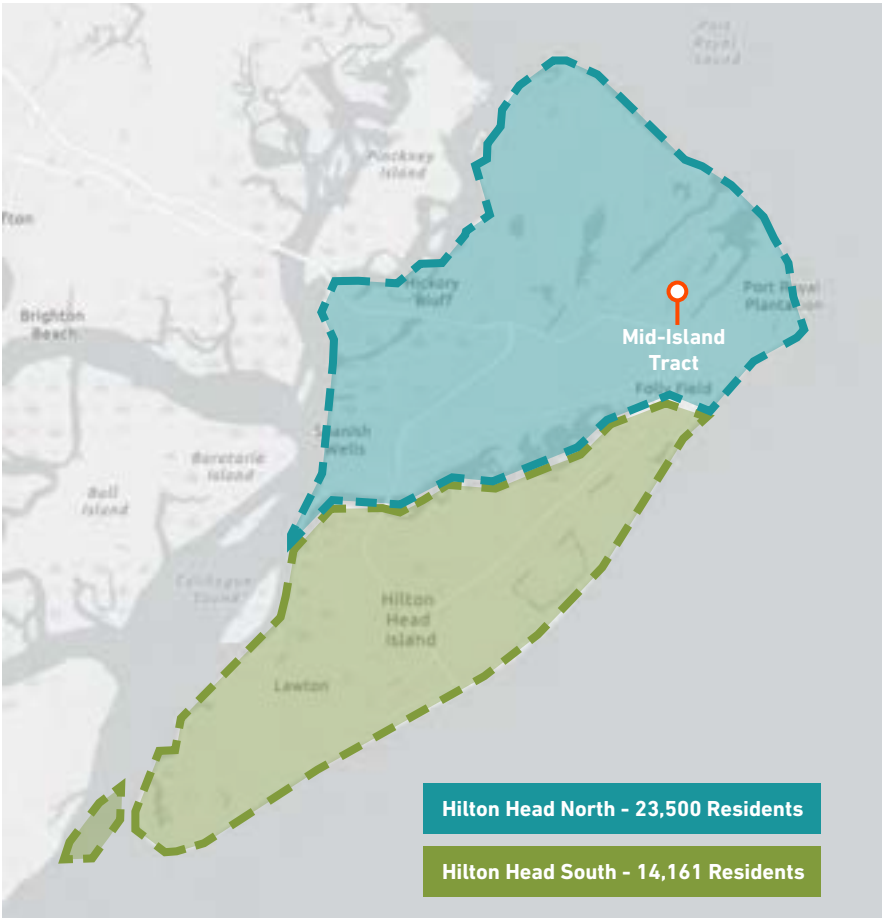 Port
Royal
Sound
Pinckney
Island
fton
Hickory
Bluff
Port Royal
Plantation
Brighton
Beach
Mid-Island
Tract
Folly Field
Spanish
Wells
Baratarie
Island
Bull
Island
Calibogue
Sound
Hilton
Head
Island
Lawton
Hilton Head North - 23,500 Residents
Hilton Head South - 14,161 Residents